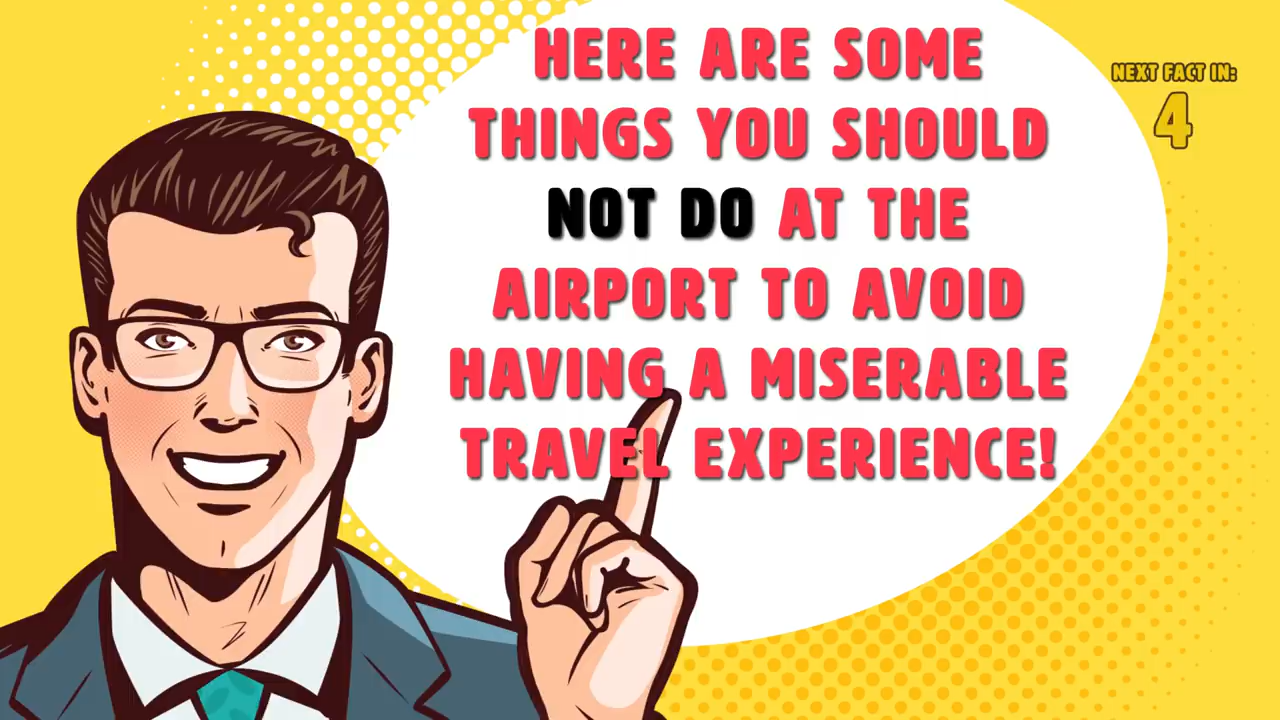 HERE ARE SOME
THINGS YOU SHOULD
NOT DO AT THE
AIRPORT TO AVOID
HAVING A MISERABLE
TRAVEL EXPERIENCE!
NEXT FACT IN:
4